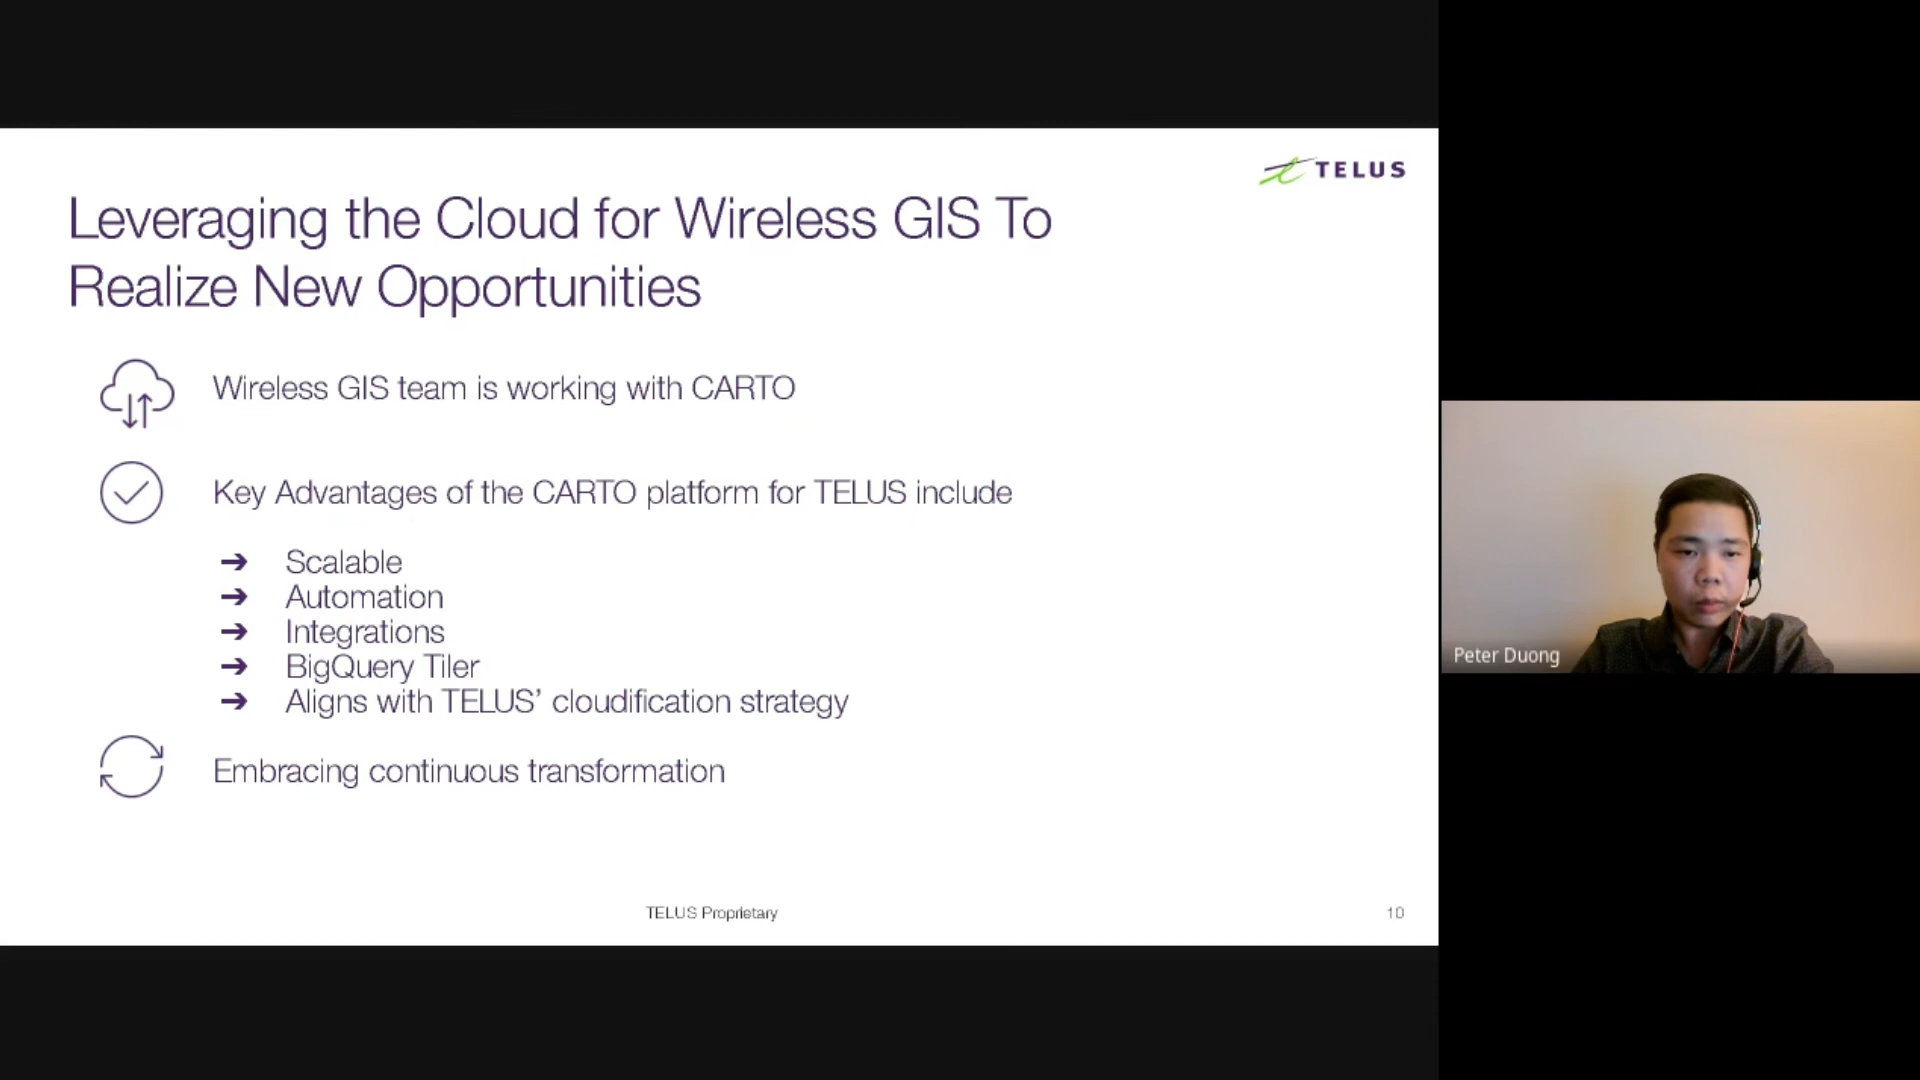 TELUS
Leveraging the Cloud for Wireless GIS To
Realize New Opportunities
Wireless GIS team is working with CARTO
Key Advantages of the CARTO platform for TELUS include
➔ Scalable
➔ Automation
➔ Integrations
➔ BigQuery Tiler
➔ Aligns with TELUS’ cloudification strategy
Embracing continuous transformation
TELUS Proprietary
10
Peter Duong